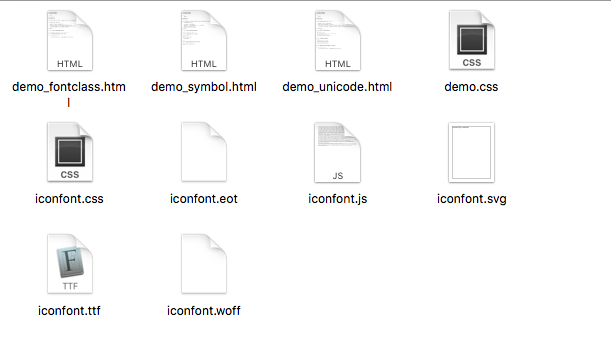 HTML
HTML
HTML
CSS
demo_fontclass.htm
l
demo_symbol.html
demo_unicode.html
demo.css
CSS
JS
iconfont.css
iconfont.eot
iconfont.js
iconfont.svg
F
TTF
iconfont.ttf
iconfont.woff